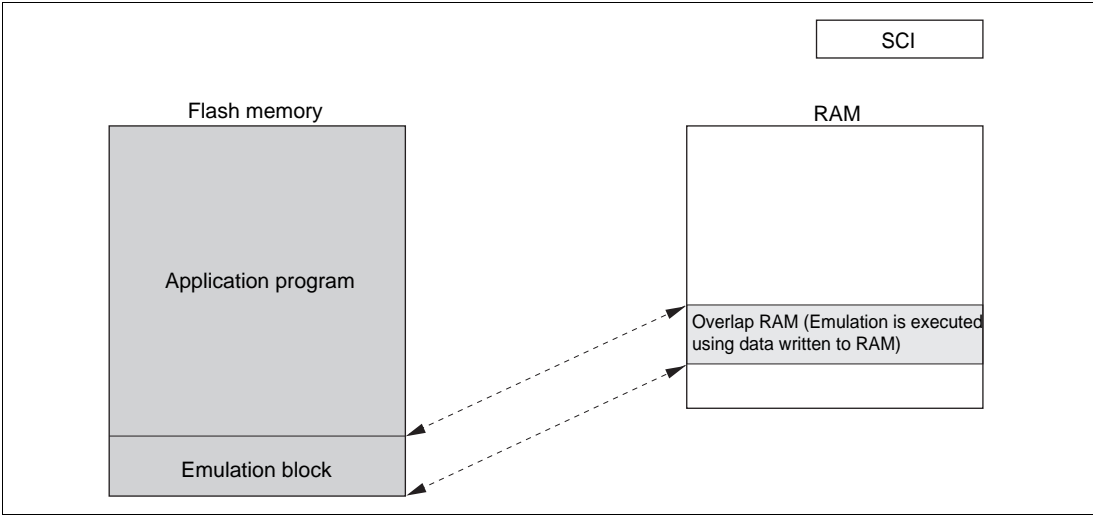 SCI
Flash memory
RAM
Application program
Overlap RAM (Emulation is executed
using data written to RAM)
Emulation block